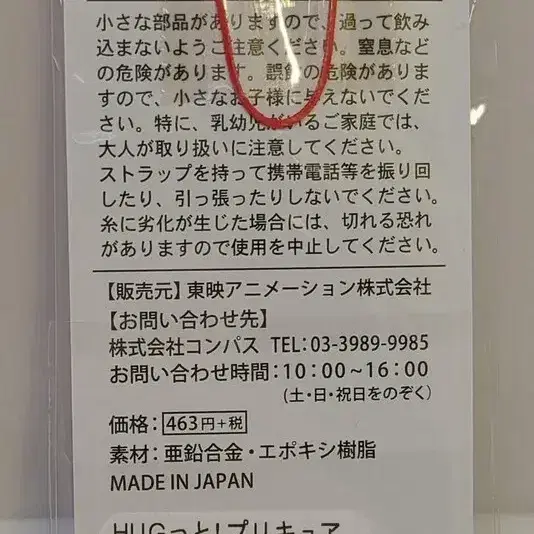 小さな部品がありますので、過って飲み
込まないようご注意ください。窒息など
の危険があります。誤飲の危険がありま
すので、小さなお子様に与えないでくだ
さい。特に、乳幼児がいるご家庭では、
大人が取り扱いに注意してください。
ストラップを持って携帯電話等を振り回
したり、引っ張ったりしないでください。
糸に劣化が生じた場合には、切れる恐れ
がありますので使用を中止してください。
【販売元】東映アニメーション株式会社
【お問い合わせ先】
株式会社コンパス TEL:03-3989-9985
お問い合わせ時間:10:00~16:00
(土・日・祝日をのぞく)
価格:463円+税
素材:亜鉛合金・エポキシ樹脂
MADE IN JAPAN
HUGっと!プリキュア